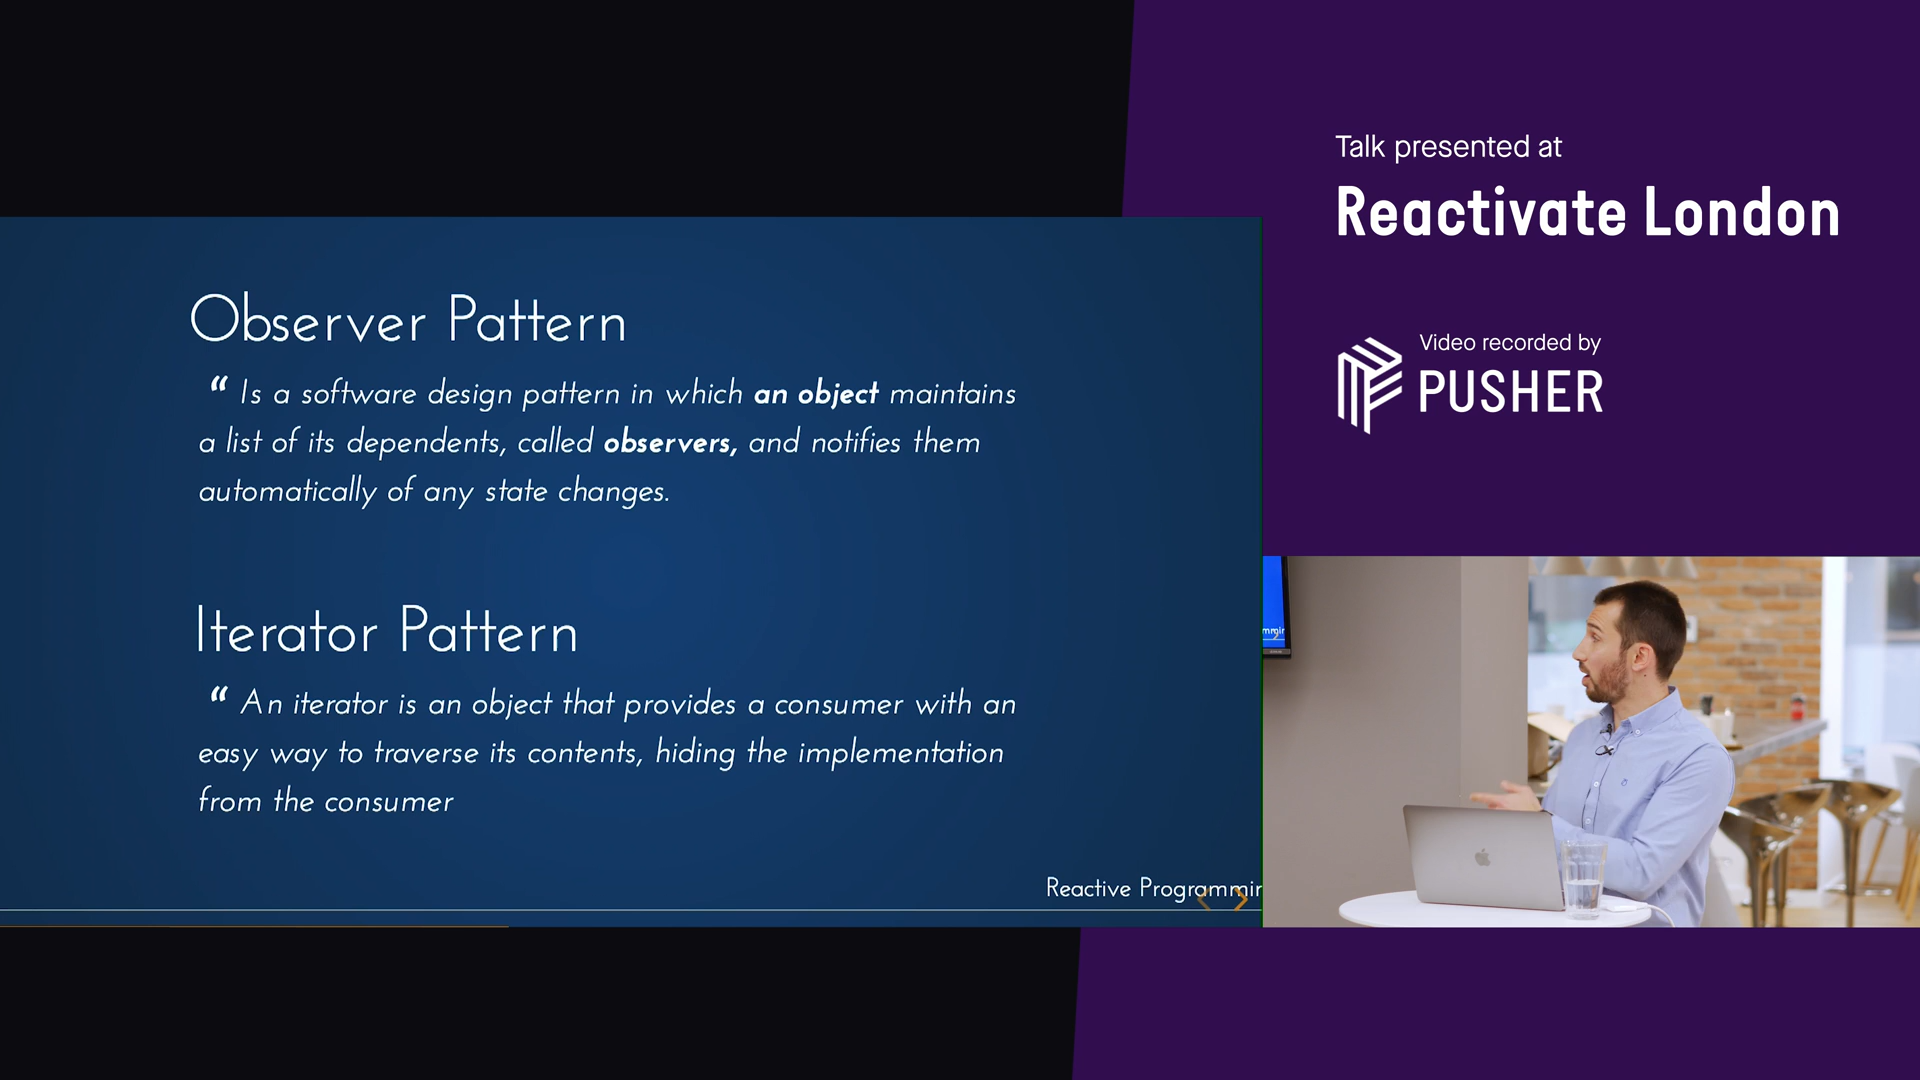 Talk presented at
Reactivate London
Video recorded by
PUSHER
Observer Pattern
“ Is a software design pattern in which an object maintains
a list of its dependents, called observers, and notifies them
automatically of any state changes.
Iterator Pattern
“ An iterator is an object that provides a consumer with an
easy way to traverse its contents, hiding the implementation
from the consumer
Reactive Programmin